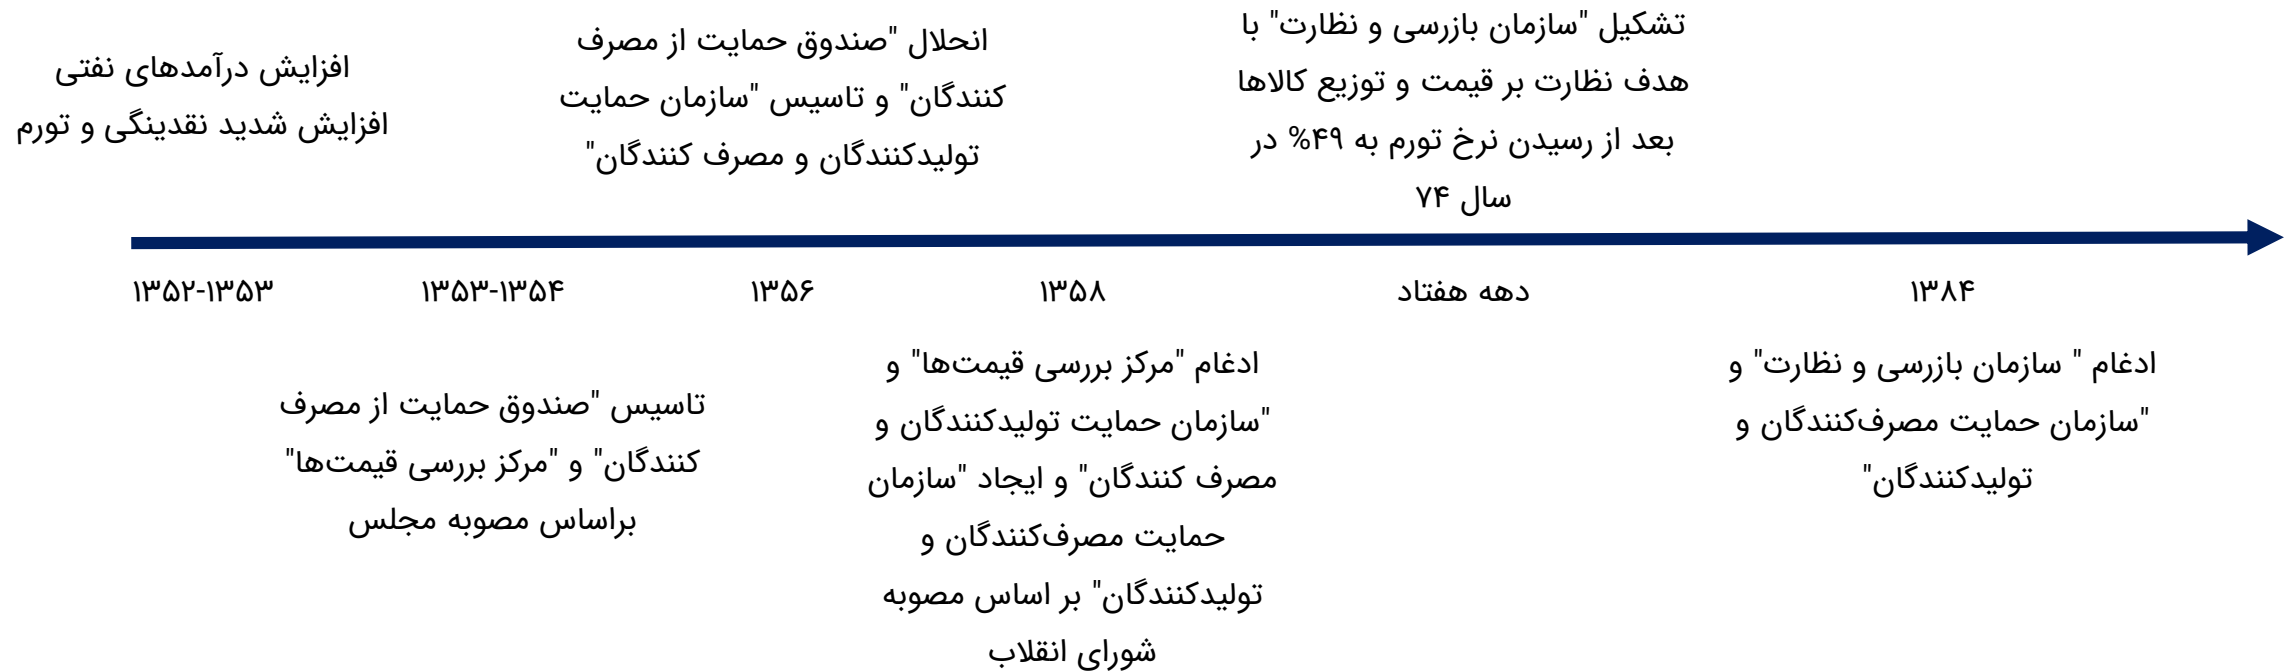 افزایش درآمدهای نفتی
افزایش شدید نقدینگی و تورم
انحلال "صندوق حمایت از مصرف
کنندگان" و تاسیس "سازمان حمایت
تولیدکنندگان و مصرف کنندگان"
تشکیل "سازمان بازرسی و نظارت" با
هدف نظارت بر قیمت و توزیع کالاها
بعد از رسیدن نرخ تورم به ۴۹% در
سال ۷۴
۱۳۵۲-۱۳۵۳
۱۳۵۳-۱۳۵۴
۱۳۵۶
۱۳۵۸
دهه هفتاد
۱۳۸۴
تاسیس "صندوق حمایت از مصرف
کنندگان" و "مرکز بررسی قیمت‌ها"
براساس مصوبه مجلس
ادغام "مرکز بررسی قیمت‌ها" و
"سازمان حمایت تولیدکنندگان و
مصرف کنندگان" و ایجاد "سازمان
حمایت مصرف‌کنندگان و
تولیدکنندگان" بر اساس مصوبه
شورای انقلاب
ادغام " سازمان بازرسی و نظارت" و
"سازمان حمایت مصرف‌کنندگان و
تولیدکنندگان"